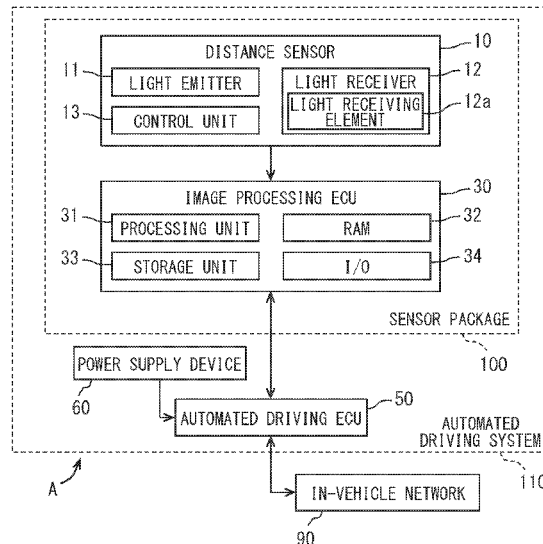 DISTANCE SENSOR
10
11
LIGHT EMITTER
LIGHT RECEIVER
12
13
CONTROL UNIT
LIGHT RECEIVING
ELEMENT
12a
IMAGE PROCESSING ECU
30
31
PROCESSING UNIT
RAM
32
33
STORAGE UNIT
I/O
34
SENSOR PACKAGE
100
POWER SUPPLY DEVICE
60
50
AUTOMATED DRIVING ECU
AUTOMATED
DRIVING SYSTEM
110
A
IN-VEHICLE NETWORK
90